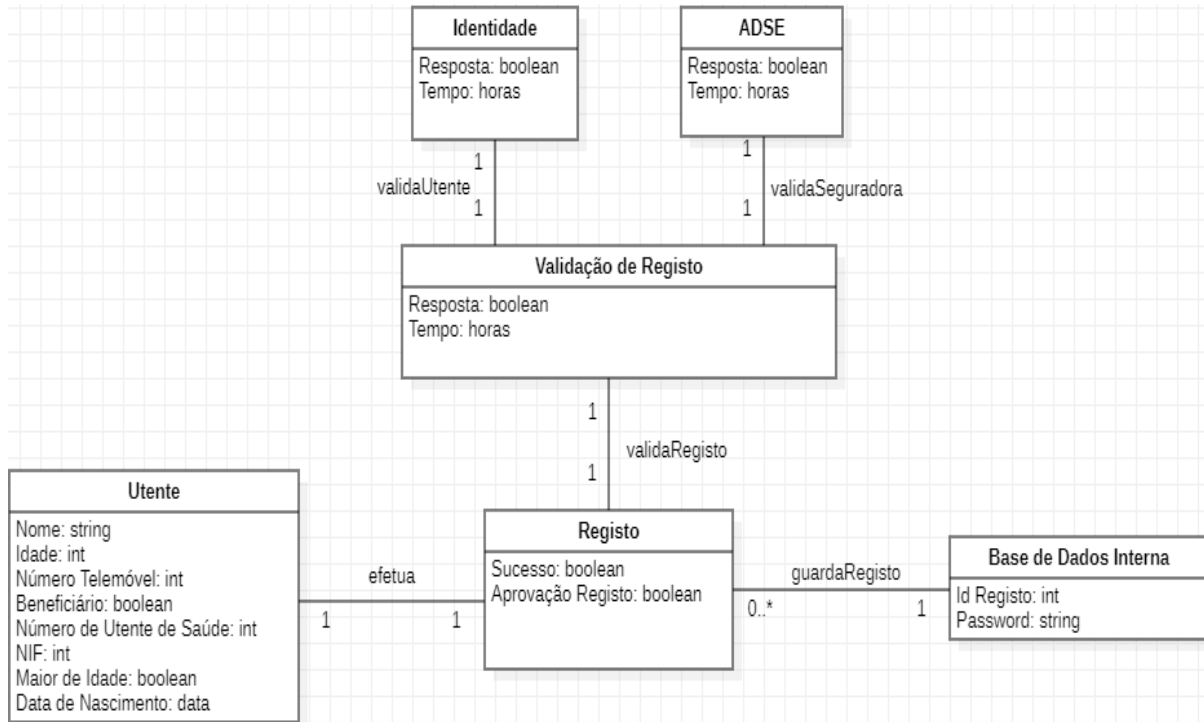 Identidade
Resposta: boolean
Tempo: horas
ADSE
Resposta: boolean
Tempo: horas
1
validaUtente
1
1
validaSeguradora
1
Validação de Registo
Resposta: boolean
Tempo: horas
1
validaRegisto
1
Utente
Nome: string
Idade: int
Número Telemóvel: int
Beneficiário: boolean
Número de Utente de Saúde: int
NIF: int
Maior de Idade: boolean
Data de Nascimento: data
efetua
1
1
Registo
Sucesso: boolean
Aprovação Registo: boolean
guardaRegisto
0..*
1
Base de Dados Interna
Id Registo: int
Password: string